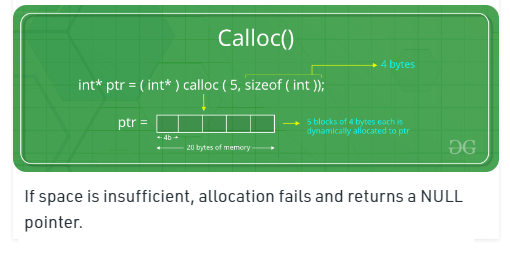 Calloc()
4 bytes
int* ptr = ( int* ) calloc ( 5, sizeof ( int ));
ptr =
5 blocks of 4 bytes each is
dynamically allocated to ptr
4b
20 bytes of memory
If space is insufficient, allocation fails and returns a NULL
pointer.